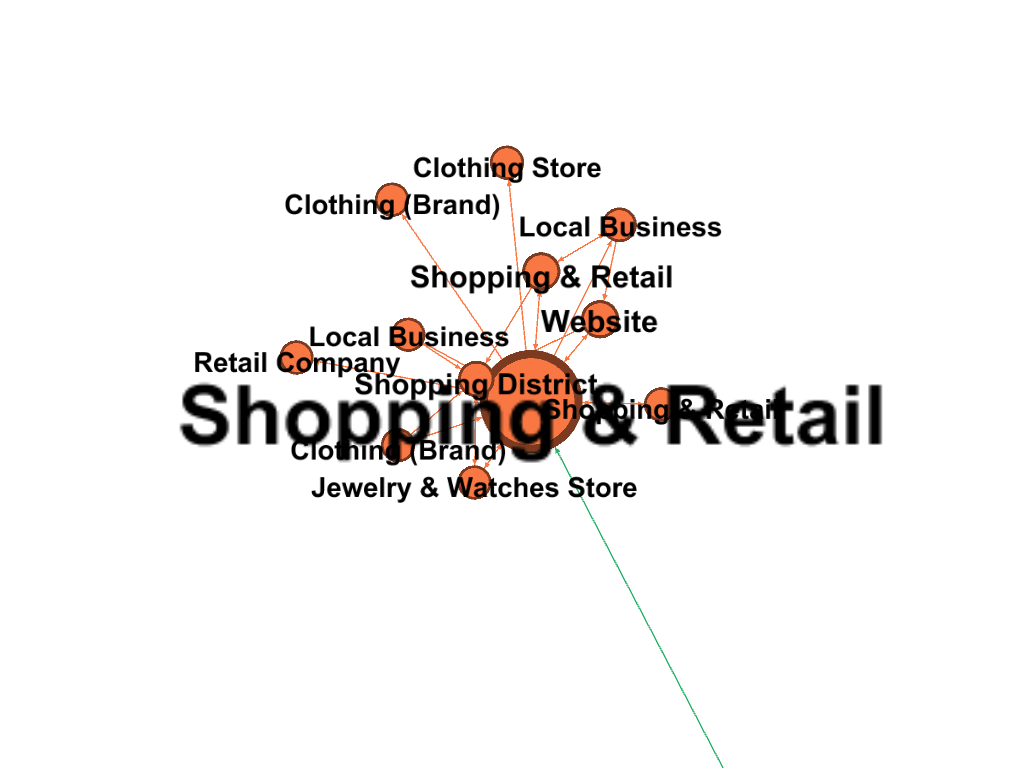 Clothing Store
Clothing (Brand)
Local Business
Shopping & Retail
Website
Local Business
Retail Company
Shopping District
Shopping & Retail
Shopping & Retail
Clothing (Brand)
Jewelry & Watches Store